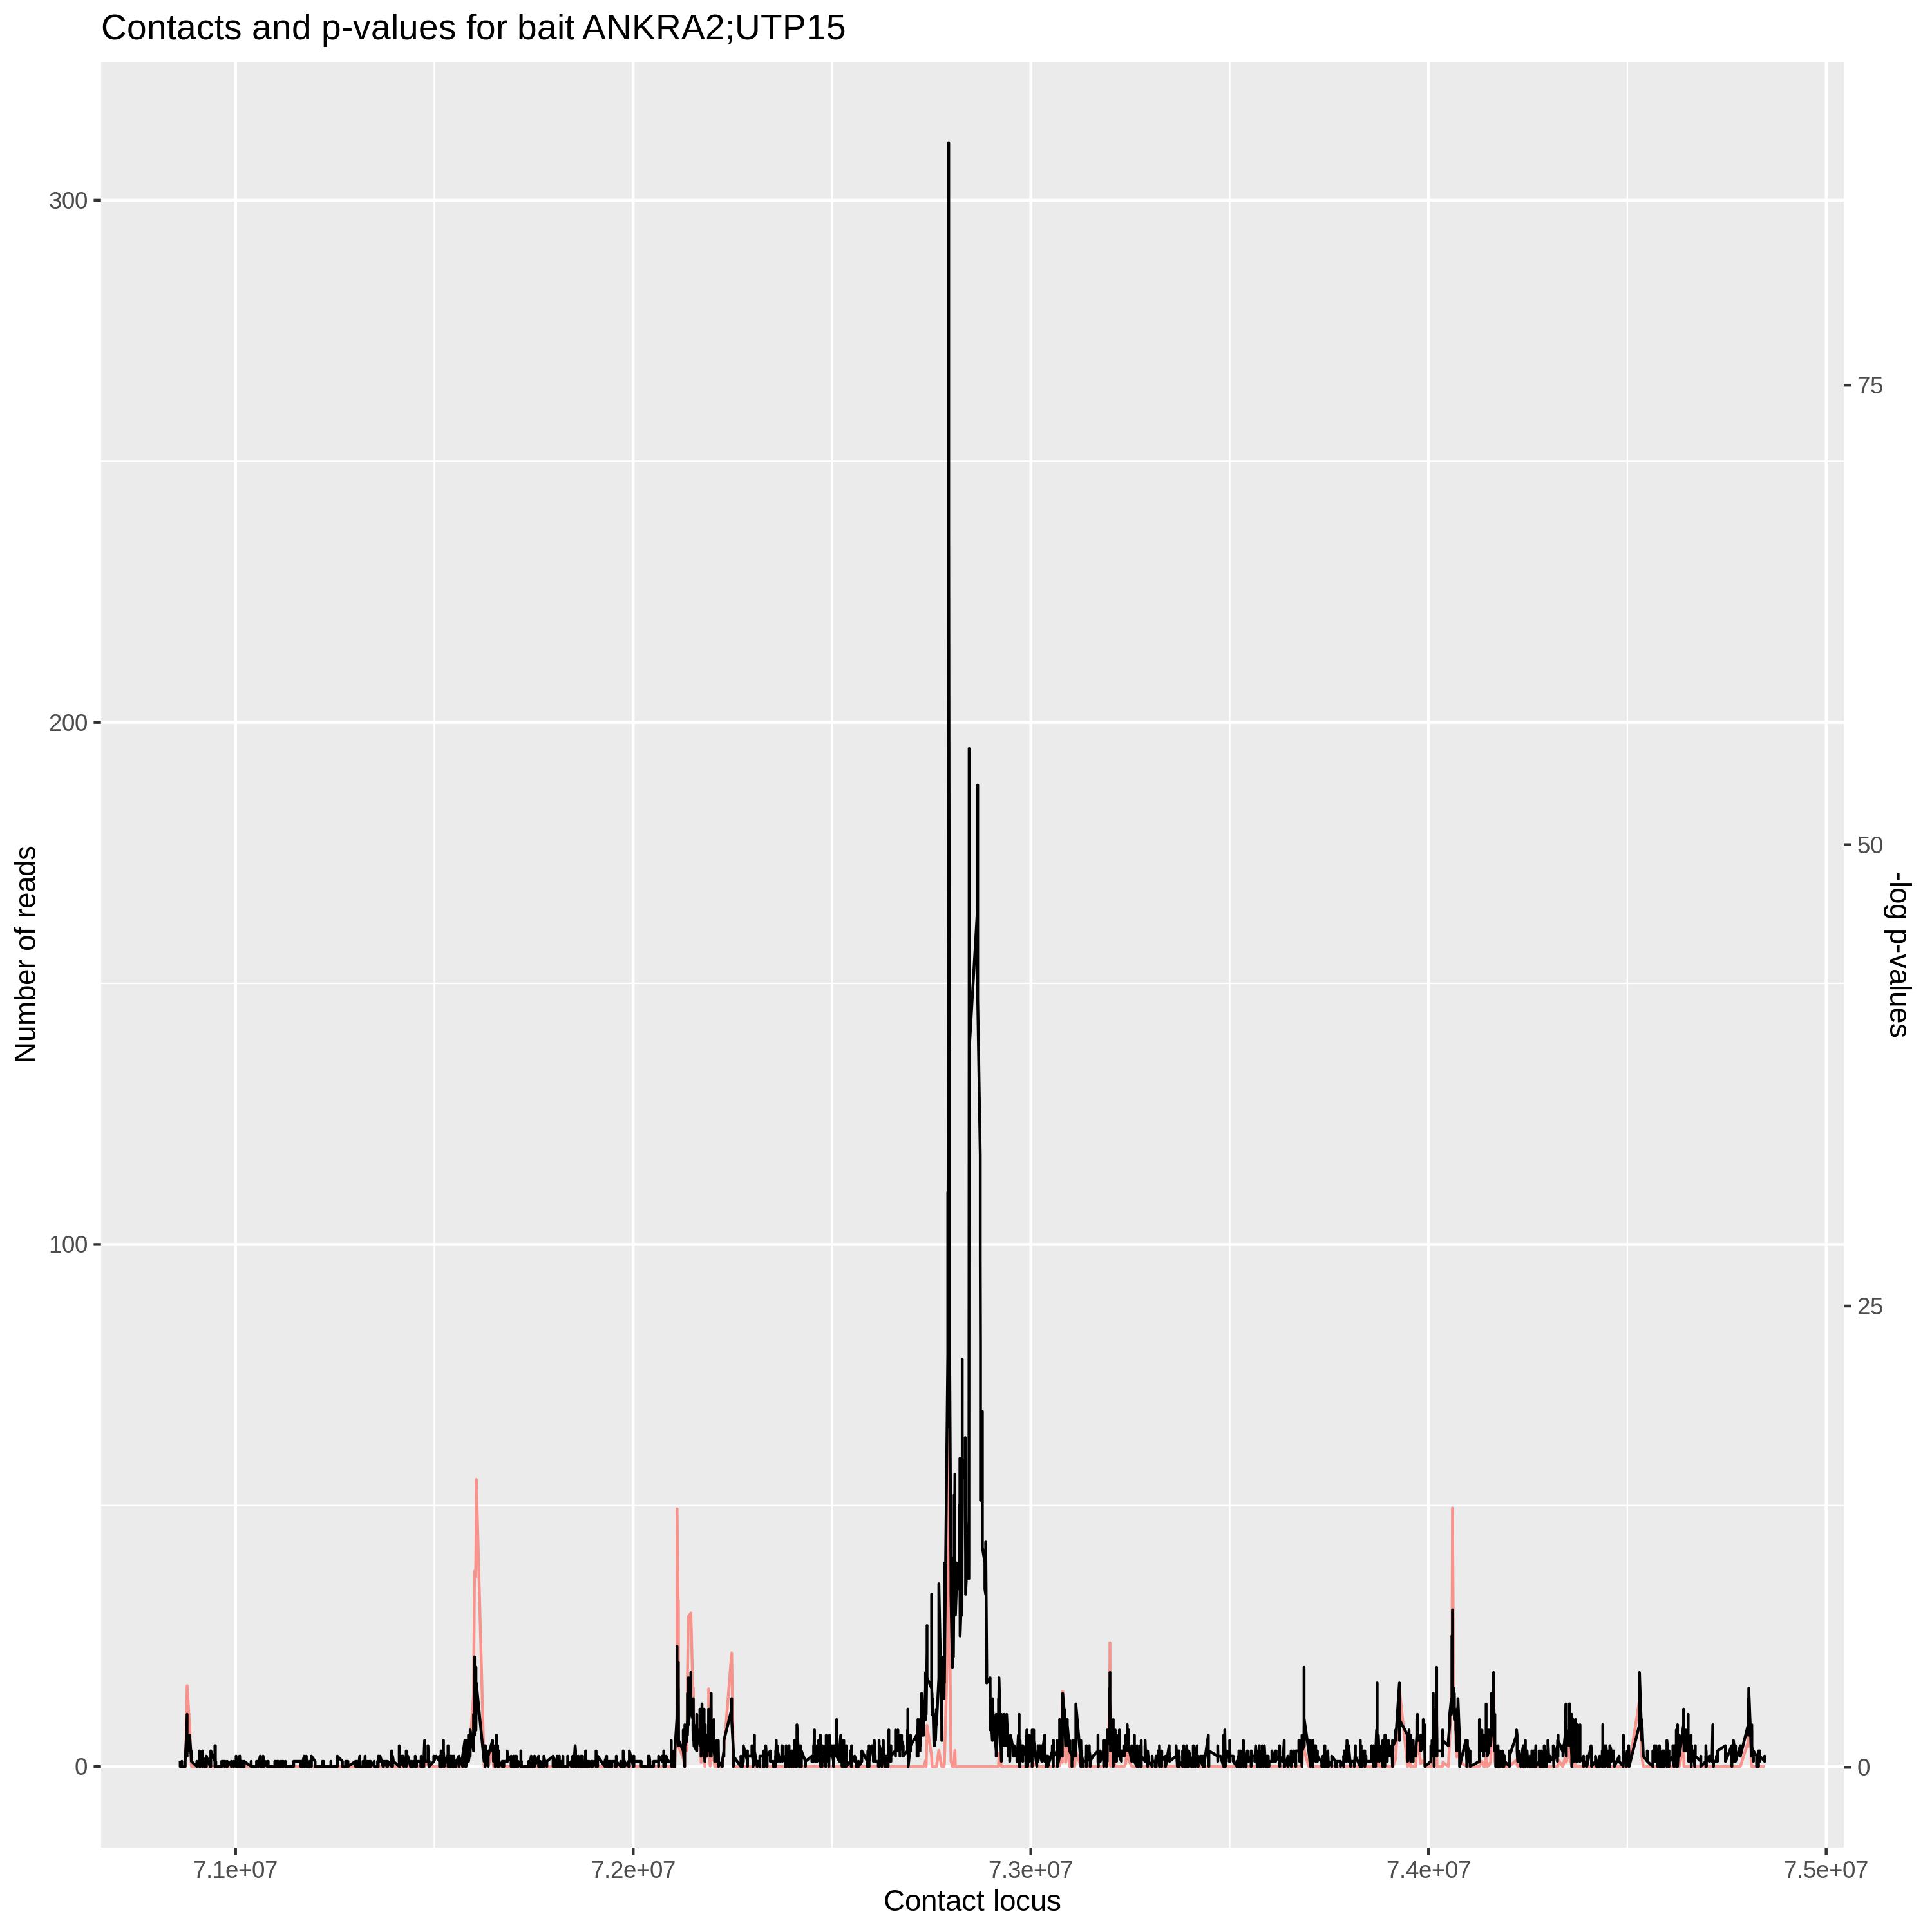 Contacts and p-values for bait ANKRA2;UTP15
300
200
100
0
Number of reads
75
50
25
0
-log p-values
7.1e+07
7.2e+07
7.3e+07
7.4e+07
7.5e+07
Contact locus